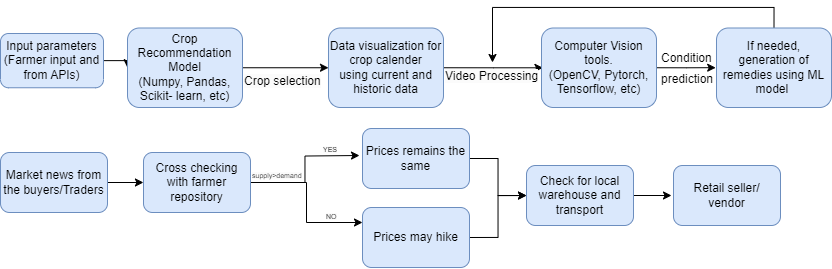 Input parameters
(Farmer input and
from APIs)
Crop
Recommendation
Model
(Numpy, Pandas,
Scikit- learn, etc)
Crop selection
Data visualization for
crop calender
using current and
historic data
Video Processing
Computer Vision
tools.
(OpenCV, Pytorch,
Tensorflow, etc)
Condition
prediction
If needed,
generation of
remedies using ML
model
Market news from
the buyers/Traders
Cross checking
with farmer
repository
supply>demand
YES
NO
Prices remains the
same
Prices may hike
Check for local
warehouse and
transport
Retail seller/
vendor